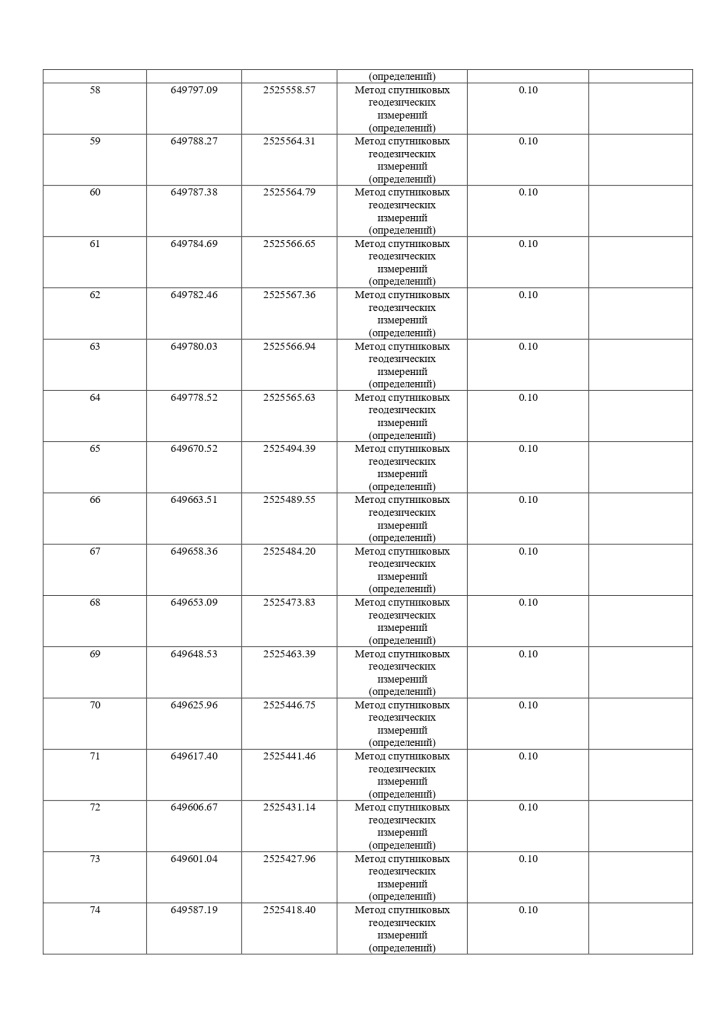 (определений)
58 649797.09 2525558.57 Метод спутниковых 0.10
геодезических
измерений
(определений)
59 649788.27 2525564.31 Метод спутниковых 0.10
геодезических
измерений
(определений)
60 649787.38 2525564.79 Метод спутниковых 0.10
геодезических
измерений
(определений)
61 649784.69 2525566.65 Метод спутниковых 0.10
геодезических
измерений
(определений)
62 649782.46 2525567.36 Метод спутниковых 0.10
геодезических
измерений
(определений)
63 649780.03 2525566.94 Метод спутниковых 0.10
геодезических
измерений
(определений)
64 649778.52 2525565.63 Метод спутниковых 0.10
геодезических
измерений
(определений)
65 649670.52 2525494.39 Метод спутниковых 0.10
геодезических
измерений
(определений)
66 649663.51 2525489.55 Метод спутниковых 0.10
геодезических
измерений
(определений)
67 649658.36 2525484.20 Метод спутниковых 0.10
геодезических
измерений
(определений)
68 649653.09 2525473.83 Метод спутниковых 0.10
геодезических
измерений
(определений)
69 649648.53 2525463.39 Метод спутниковых 0.10
геодезических
измерений
(определений)
70 649625.96 2525446.75 Метод спутниковых 0.10
геодезических
измерений
(определений)
71 649617.40 2525441.46 Метод спутниковых 0.10
геодезических
измерений
(определений)
72 649606.67 2525431.14 Метод спутниковых 0.10
геодезических
измерений
(определений)
73 649601.04 2525427.96 Метод спутниковых 0.10
геодезических
измерений
(определений)
74 649587.19 2525418.40 Метод спутниковых 0.10
геодезических
измерений
(определений)